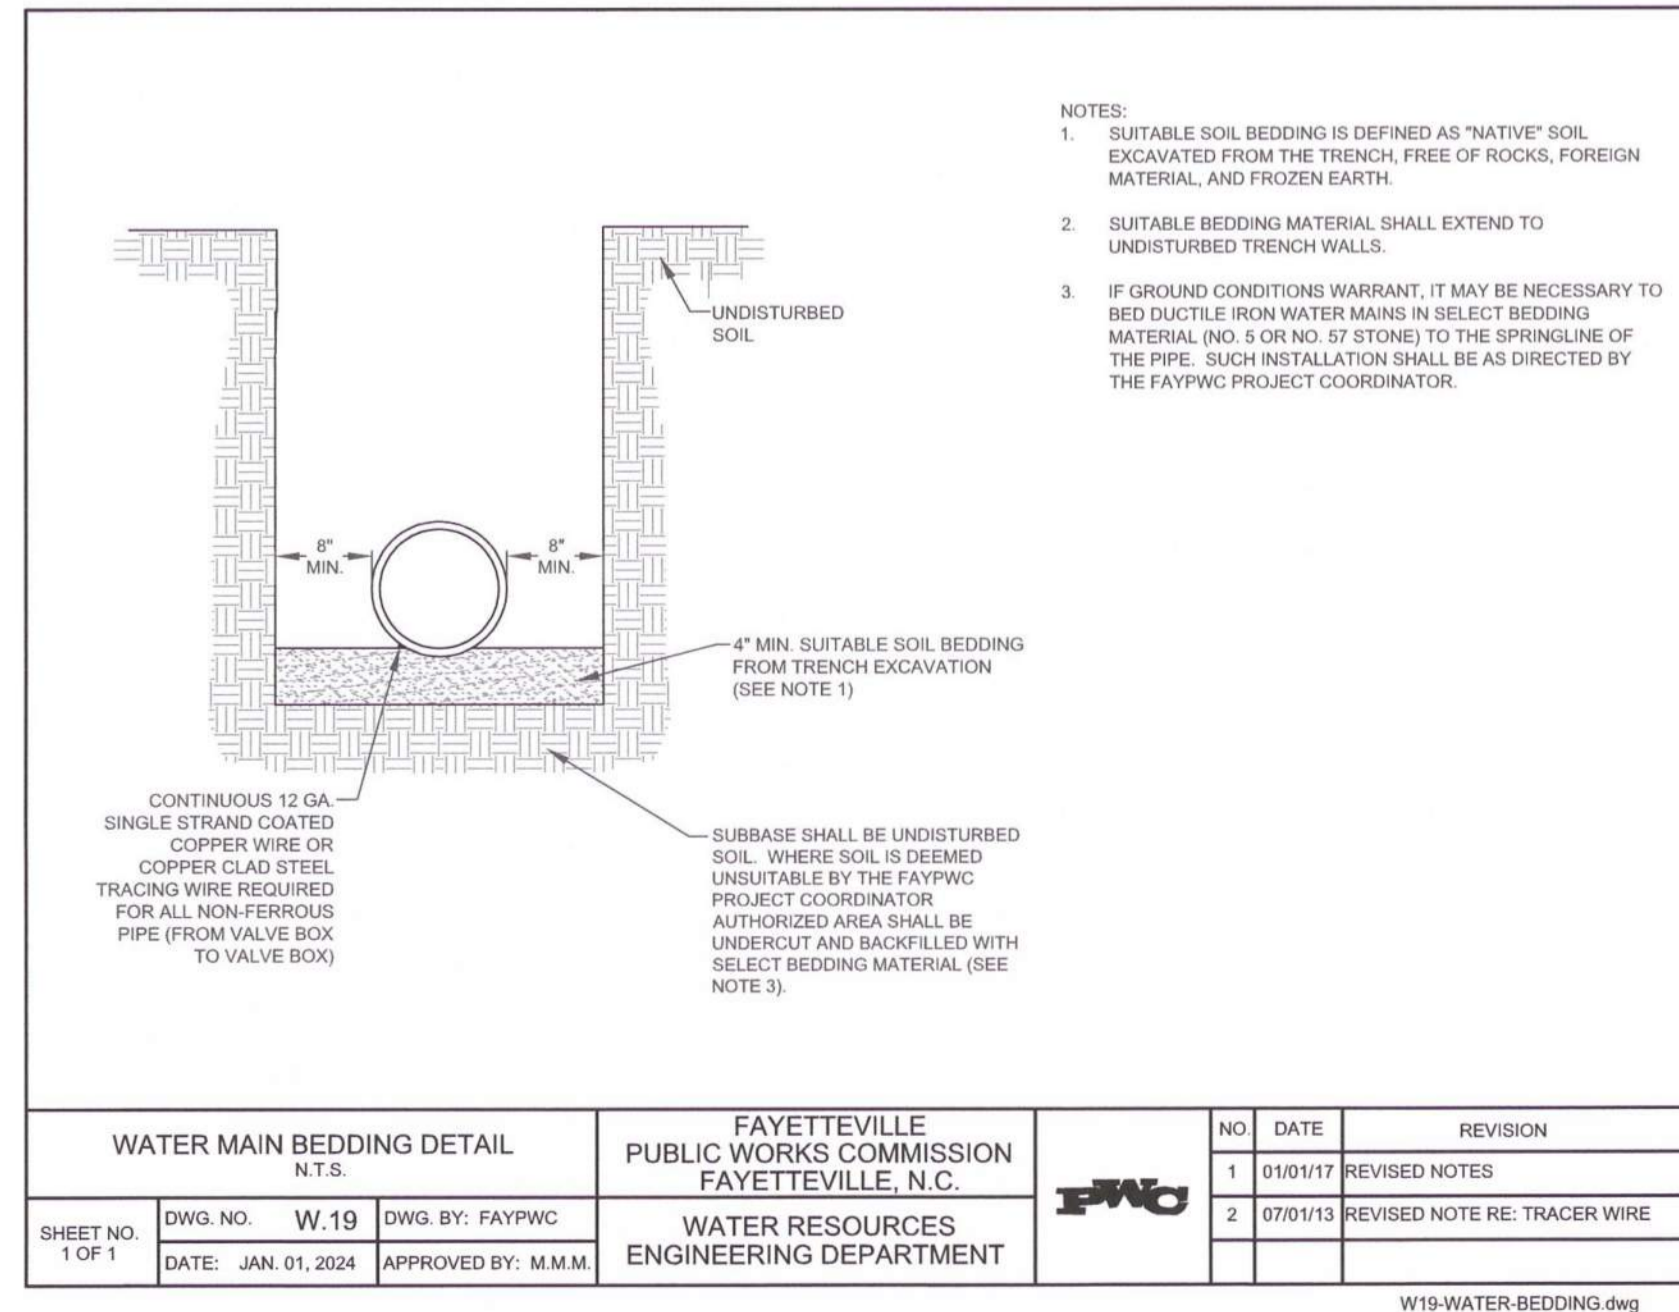 NOTES:
1. SUITABLE SOIL BEDDING IS DEFINED AS "NATIVE" SOIL
EXCAVATED FROM THE TRENCH, FREE OF ROCKS, FOREIGN
MATERIAL, AND FROZEN EARTH.
2. SUITABLE BEDDING MATERIAL SHALL EXTEND TO
UNDISTURBED TRENCH WALLS.
3. IF GROUND CONDITIONS WARRANT, IT MAY BE NECESSARY TO
BED DUCTILE IRON WATER MAINS IN SELECT BEDDING
MATERIAL (NO. 5 OR NO. 57 STONE) TO THE SPRINGLINE OF
THE PIPE. SUCH INSTALLATION SHALL BE AS DIRECTED BY
THE FAYPWC PROJECT COORDINATOR.
UNDISTURBED
SOIL
8"
MIN.
8"
MIN.
4" MIN. SUITABLE SOIL BEDDING
FROM TRENCH EXCAVATION
(SEE NOTE 1)
CONTINUOUS 12 GA.
SINGLE STRAND COATED
COPPER WIRE OR
COPPER CLAD STEEL
TRACING WIRE REQUIRED
FOR ALL NON-FERROUS
PIPE (FROM VALVE BOX
TO VALVE BOX)
SUBBASE SHALL BE UNDISTURBED
SOIL. WHERE SOIL IS DEEMED
UNSUITABLE BY THE FAYPWC
PROJECT COORDINATOR
AUTHORIZED AREA SHALL BE
UNDERCUT AND BACKFILLED WITH
SELECT BEDDING MATERIAL (SEE
NOTE 3).
WATER MAIN BEDDING DETAIL
N.T.S.
SHEET NO.
1 OF 1
DWG. NO. W.19
DWG. BY: FAYPWC
DATE: JAN. 01, 2024
APPROVED BY: M.M.M.
FAYETTEVILLE
PUBLIC WORKS COMMISSION
FAYETTEVILLE, N.C.
WATER RESOURCES
ENGINEERING DEPARTMENT
PWC
NO. DATE REVISION
1 01/01/17 REVISED NOTES
2 07/01/13 REVISED NOTE RE: TRACER WIRE
W19-WATER-BEDDING.dwg